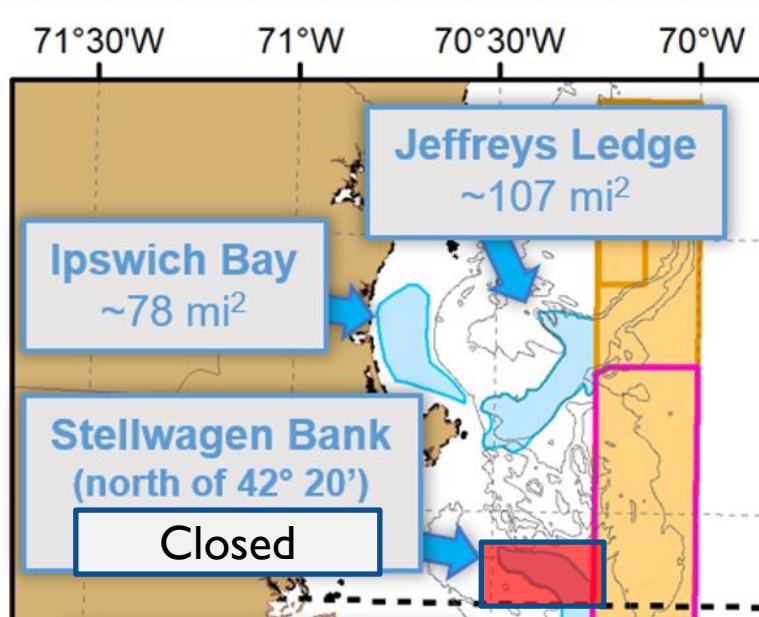 71°30'W 71°W 70°30'W 70°W
Jeffreys Ledge
~107 mi²
Ipswich Bay
~78 mi²
Stellwagen Bank
(north of 42° 20’)
Closed